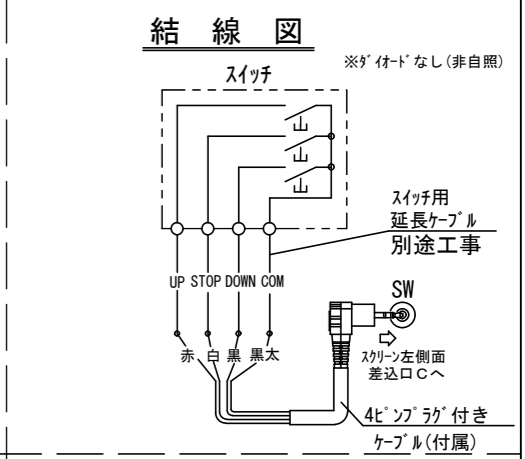 結線図
※ダイオードなし(非自照)
スイッチ
スイッチ用
延長ケーブル
別途工事
UP STOP DOWN COM
SW
赤 白 黒 黒太
スクリーン左側面
差込口Cへ
4ピンプラグ付き
ケーブル(付属)